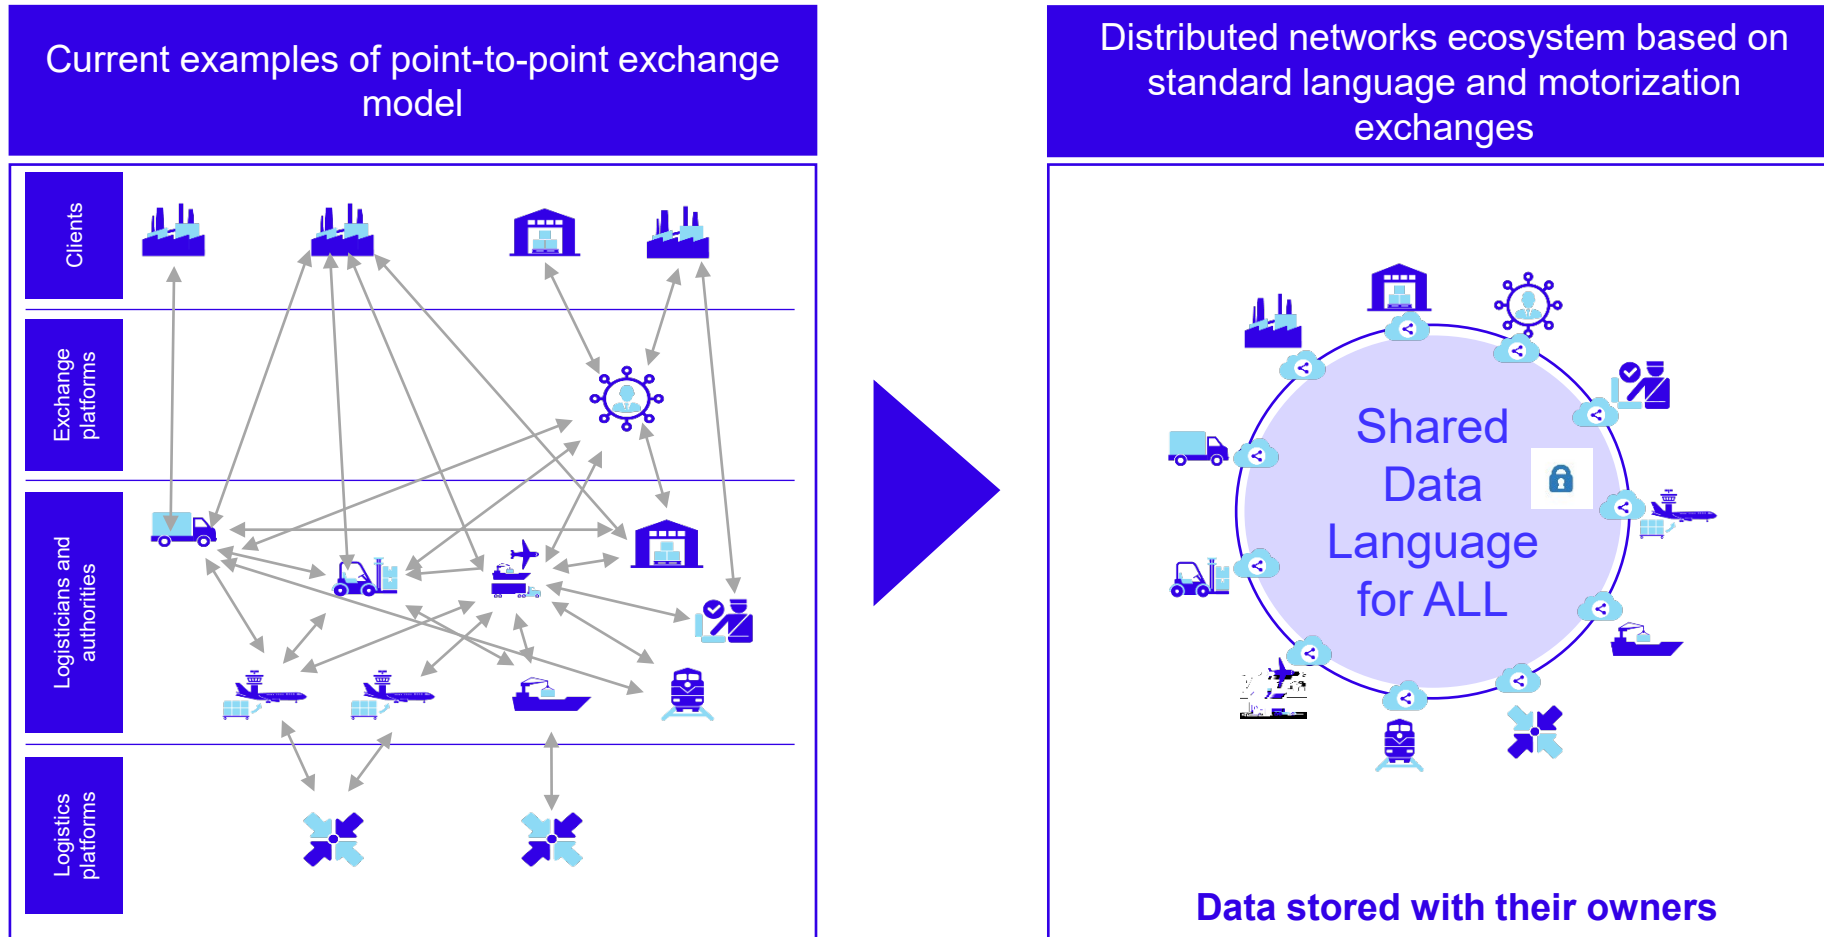 Current examples of point-to-point exchange
model
Clients
Exchange
platforms
Logisticians and
authorities
Logistics
platforms
Distributed networks ecosystem based on
standard language and motorization
exchanges
Shared
Data
Language
for ALL
Data stored with their owners